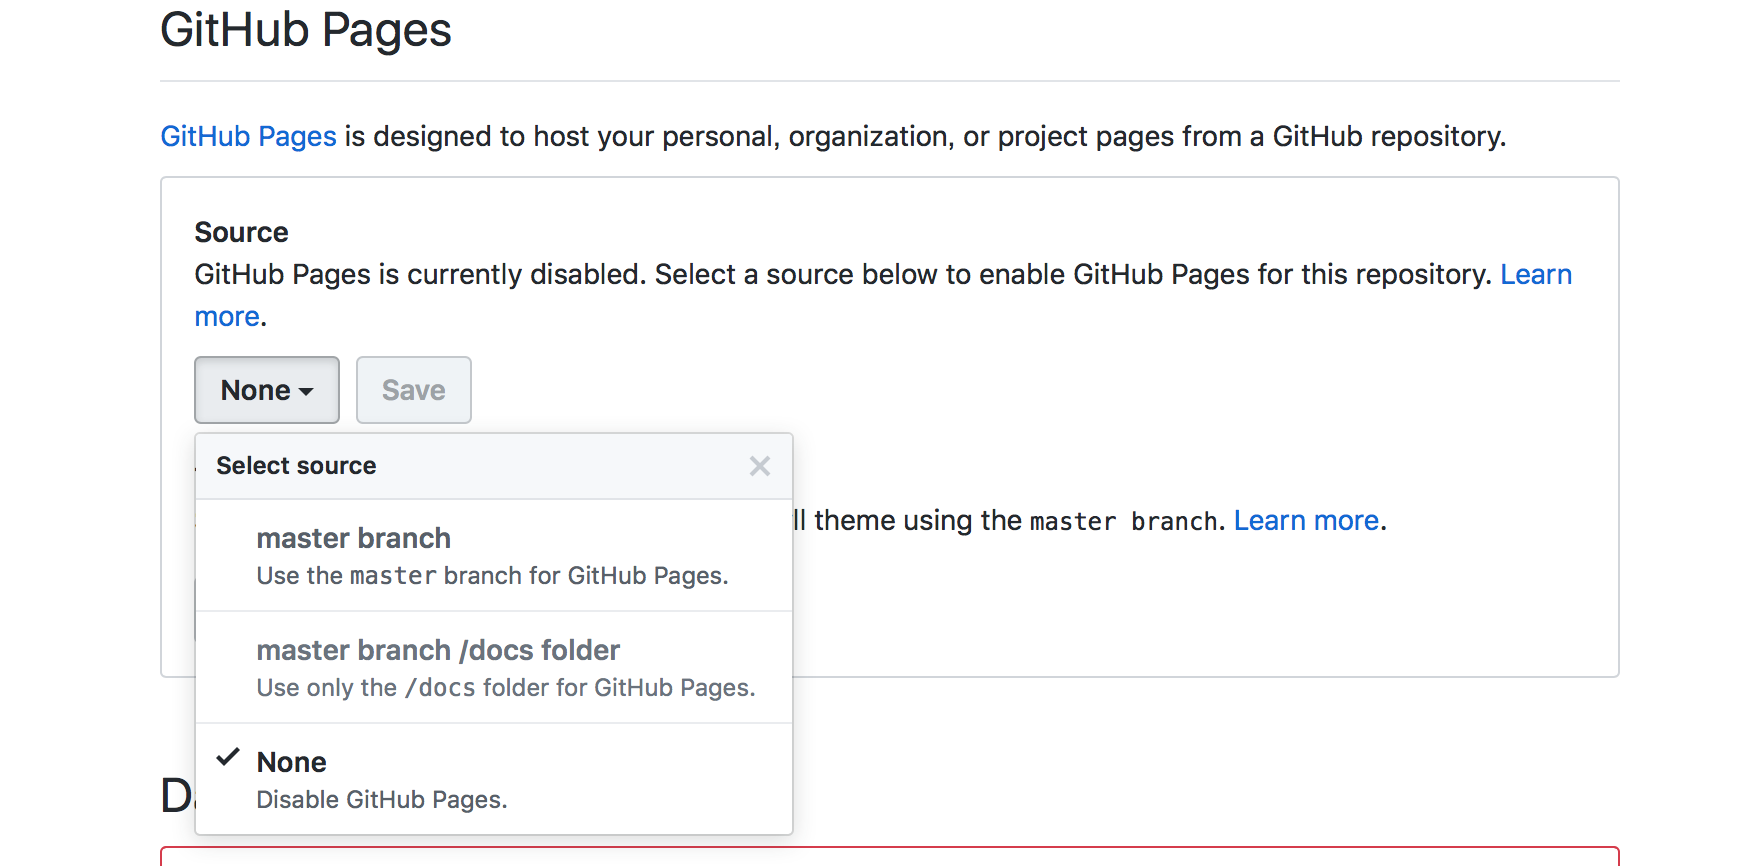 GitHub Pages
GitHub Pages is designed to host your personal, organization, or project pages from a GitHub repository.
Source
GitHub Pages is currently disabled. Select a source below to enable GitHub Pages for this repository. Learn
more.
None Save
Select source
ll theme using the master branch. Learn more.
master branch
Use the master branch for GitHub Pages.
master branch /docs folder
Use only the /docs folder for GitHub Pages.
None
Disable GitHub Pages.